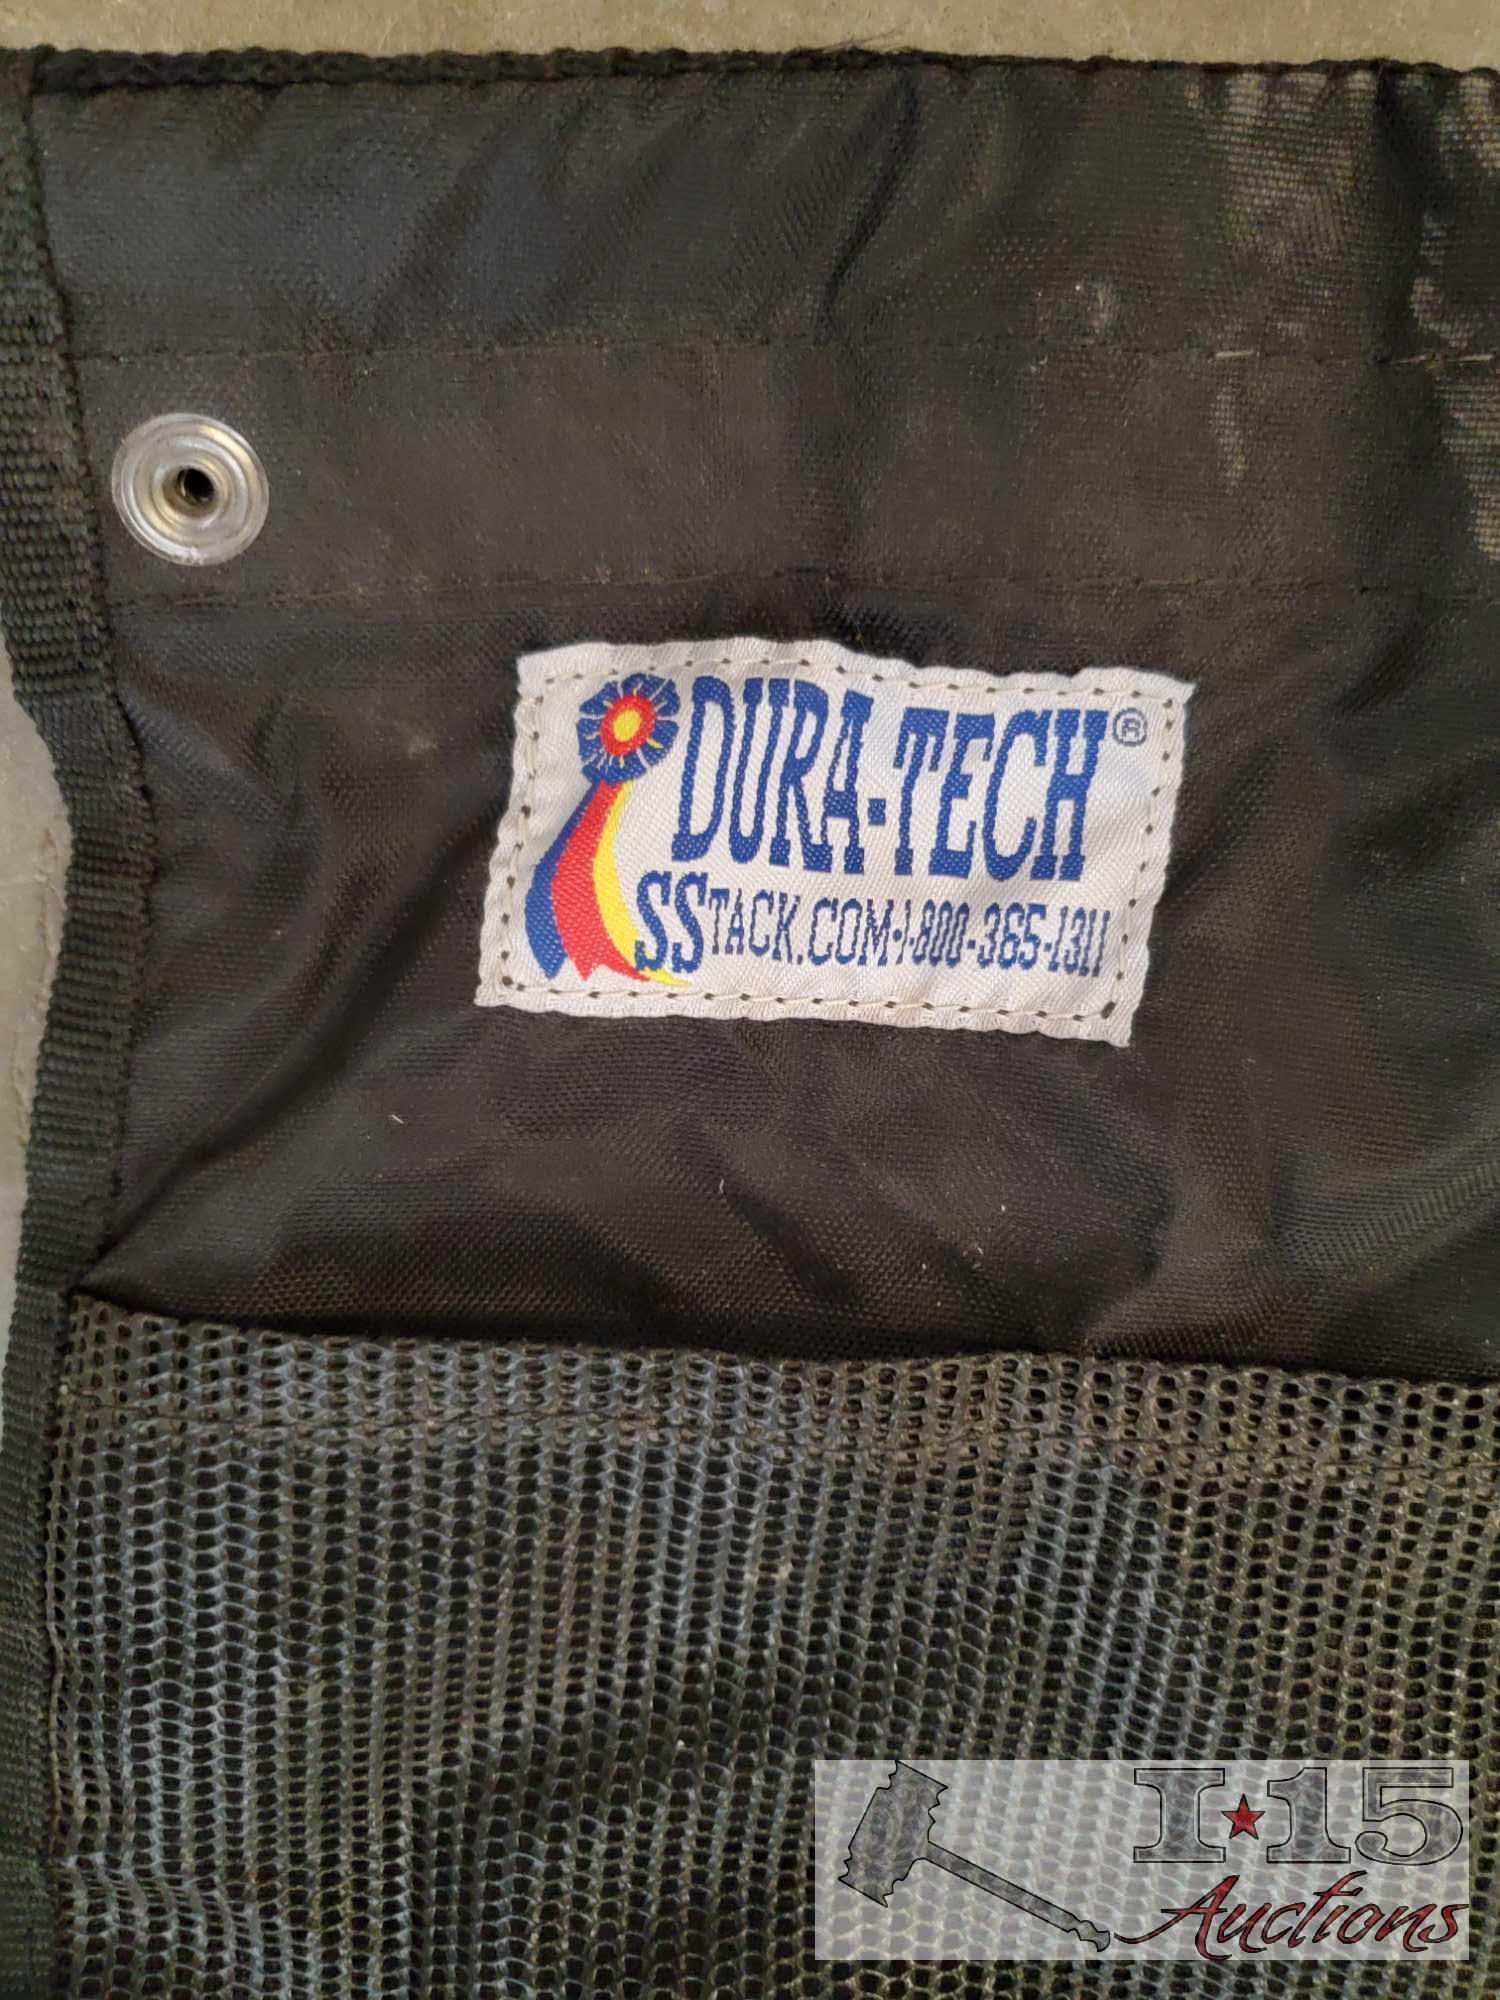 DURA-TECH®
SSTACK.COM•1-800-365-1311
I★15
Auctions